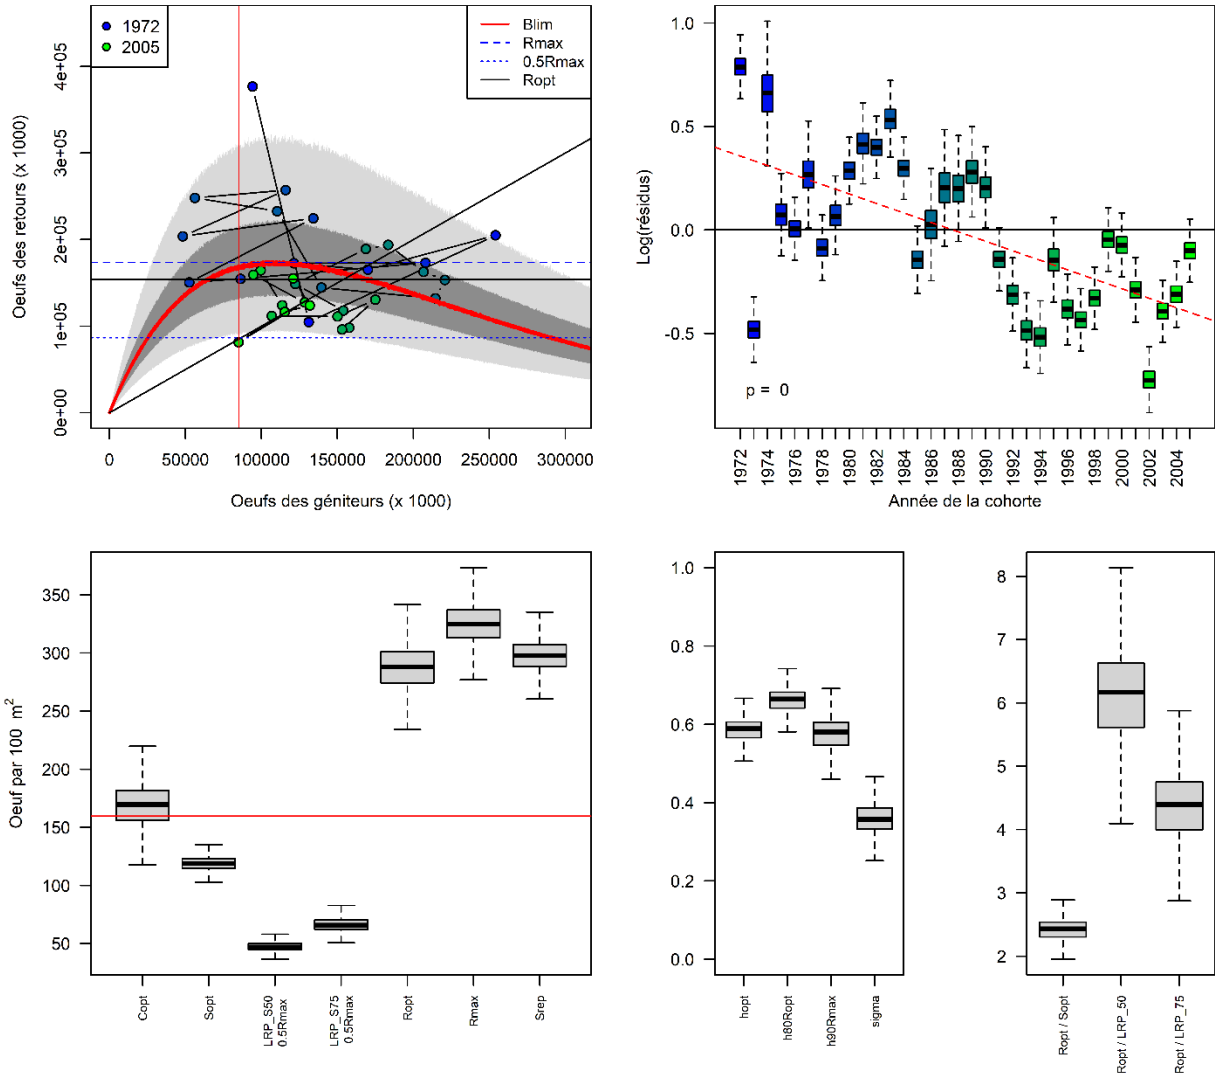 1972
2005
Blim
Rmax
0.5Rmax
Ropt
Oeufs des retours (x 1000)
4e+05
3e+05
2e+05
1e+05
0e+00
0 50000 100000 150000 200000 250000 300000
Oeufs des géniteurs (x 1000)
Log(résidus)
1.0
0.5
0.0
-0.5
p = 0
1972 1974 1976 1978 1980 1982 1984 1986 1988 1990 1992 1994 1996 1998 2000 2002 2004
Année de la cohorte
Oeuf par 100 m²
350
300
250
200
150
100
50
Copt
Sopt
LRP_S50
0.5Rmax
LRP_S75
0.5Rmax
Ropt
Rmax
Srep
1.0
0.8
0.6
0.4
0.2
0.0
hopt
h80Ropt
h90Rmax
sigma
8
7
6
5
4
3
2
Ropt / Sopt
Ropt / LRP_50
Ropt / LRP_75